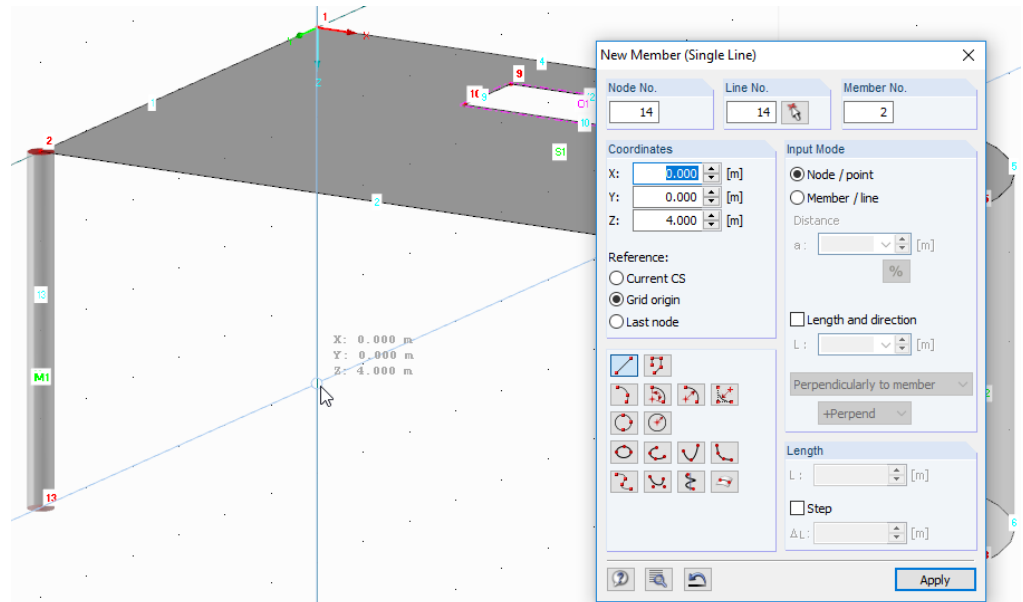 1
Y
X
Z
4
9
10
9
12
O1
10
1
S1
2
2
5
13
X: 0.000 m
Y: 0.000 m
Z: 4.000 m
M1
13
6
New Member (Single Line)
Node No.
Line No.
Member No.
14
14
2
Coordinates
Input Mode
X: 0.000 [m]
Node / point
Y: 0.000 [m]
Member / line
Z: 4.000 [m]
Distance
a: [m]
%
Reference:
Current CS
Grid origin
Last node
Length and direction
L: [m]
Perpendicularly to member
+Perpend
Length
L: [m]
Step
ΔL: [m]
Apply